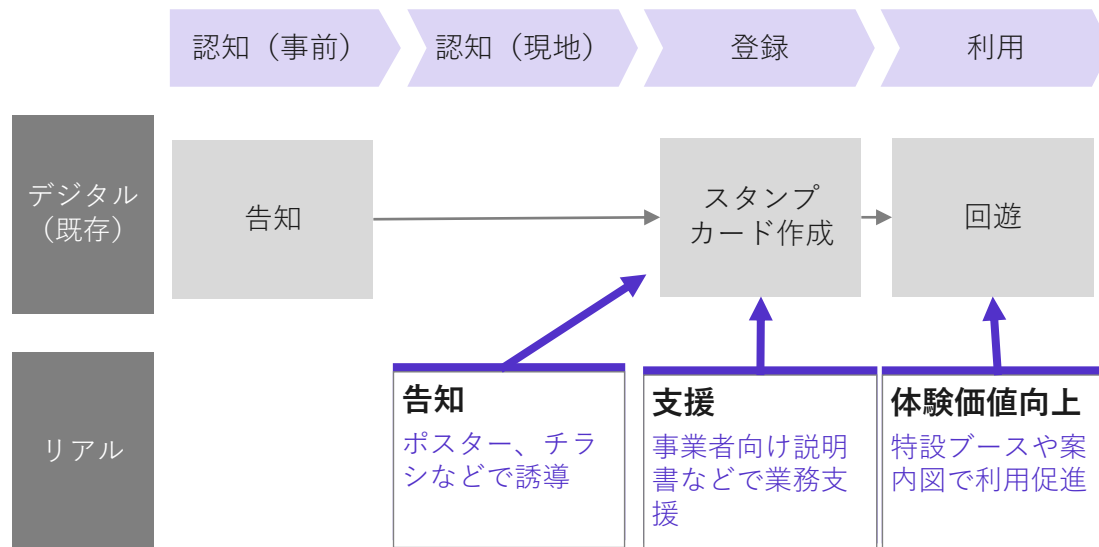 認知（事前）
認知（現地）
登録
利用
デジタル
（既存）
告知
スタンプ
カード作成
回遊
リアル
告知
ポスター、チラ
シなどで誘導
支援
事業者向け説明
書などで業務支
援
体験価値向上
特設ブースや案
内図で利用促進